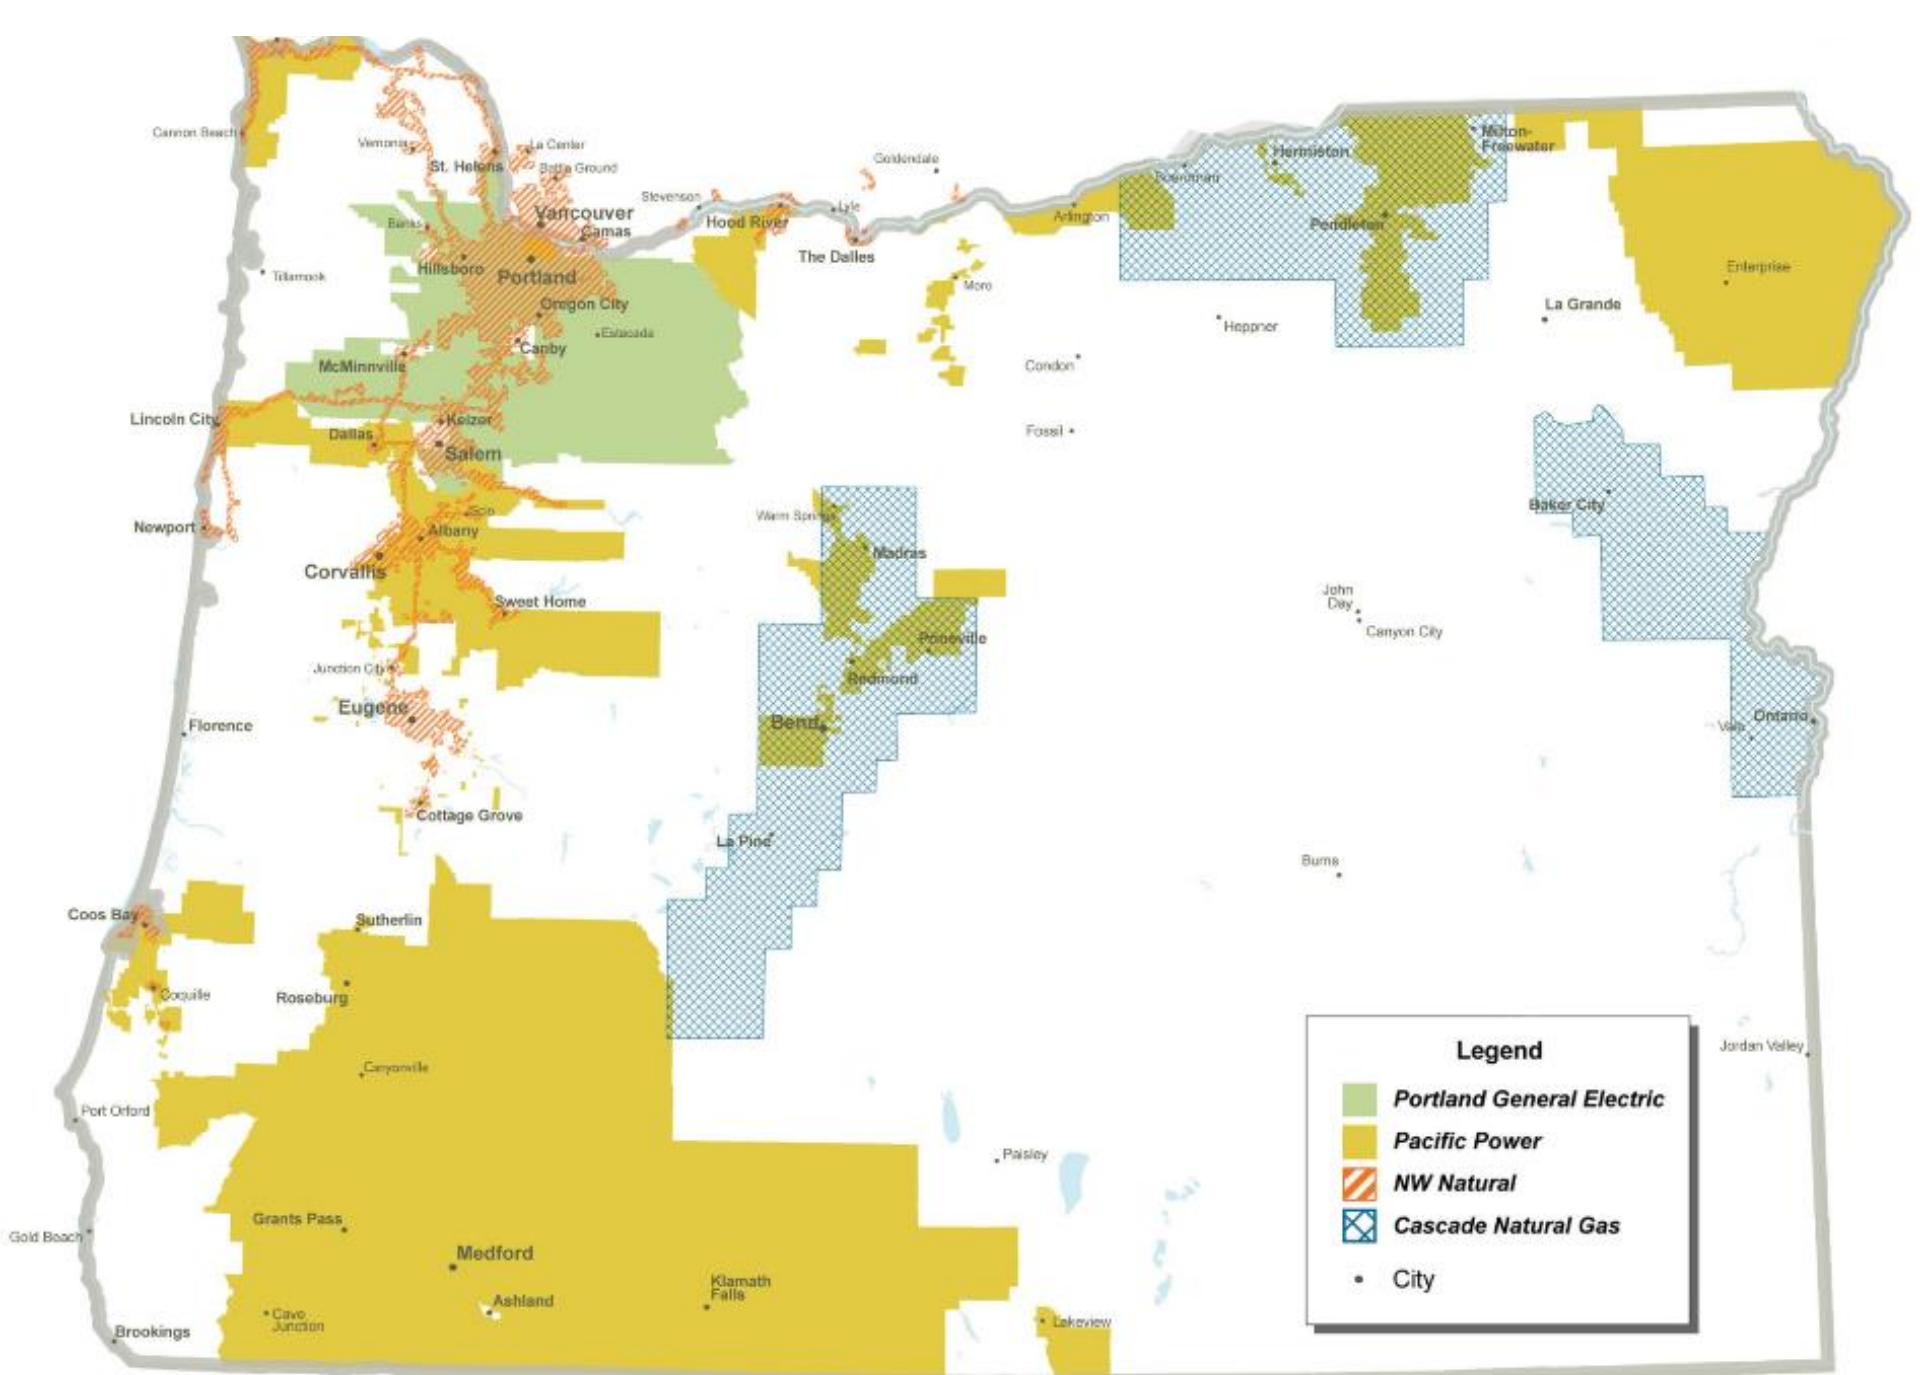 Cannon Beach
Vernonia
La Center
Battle Ground
St. Helens
Goldendale
Milton-
Freewater
Hermiston
Boardman
Stevenson
Vancouver
Camas
Hood River
Lyle
Arlington
Pendleton
Banks
The Dalles
Hillsboro
Portland
Tillamook
Moro
Enterprise
Oregon City
Estacada
La Grande
Heppner
Canby
McMinnville
Condon
Lincoln City
Keizer
Dallas
Salem
Fossil
Baker City
Warm Springs
Scio
Newport
Albany
Madras
Corvallis
Sweet Home
John
Day
Canyon City
Junction City
Redmond
Eugene
Bend
Florence
Vale
Ontario
Cottage Grove
La Pine
Burns
Coos Bay
Sutherlin
Coquille
Roseburg
Jordan Valley
Canyonville
Port Orford
Paisley
Grants Pass
Gold Beach
Medford
Klamath
Falls
Ashland
Cave
Junction
Lakeview
Brookings
Legend
Portland General Electric
Pacific Power
NW Natural
Cascade Natural Gas
City